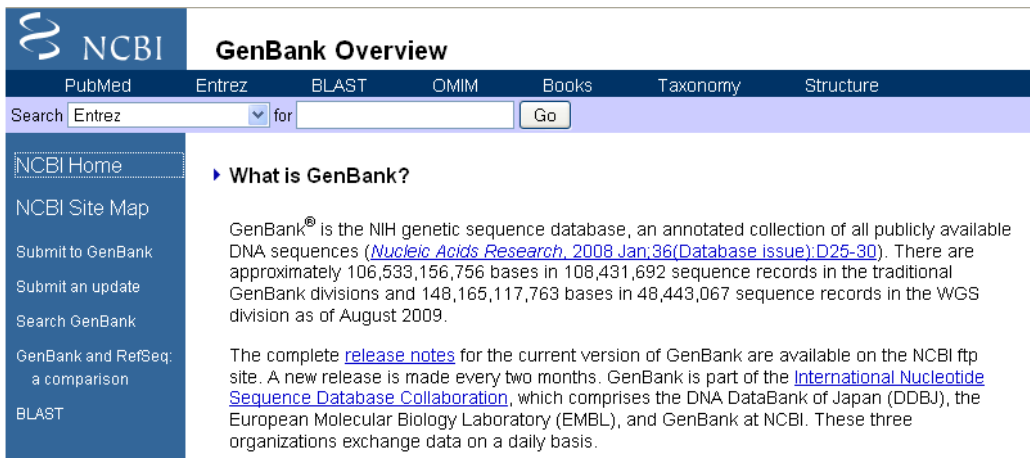 NCBI
GenBank Overview
PubMed Entrez BLAST OMIM Books Taxonomy Structure
Search Entrez for Go
NCBI Home
NCBI Site Map
Submit to GenBank
Submit an update
Search GenBank
GenBank and RefSeq:
a comparison
BLAST
What is GenBank?
GenBank® is the NIH genetic sequence database, an annotated collection of all publicly available
DNA sequences (Nucleic Acids Research, 2008 Jan;36(Database issue):D25-30). There are
approximately 106,533,156,756 bases in 108,431,692 sequence records in the traditional
GenBank divisions and 148,165,117,763 bases in 48,443,067 sequence records in the WGS
division as of August 2009.
The complete release notes for the current version of GenBank are available on the NCBI ftp
site. A new release is made every two months. GenBank is part of the International Nucleotide
Sequence Database Collaboration, which comprises the DNA DataBank of Japan (DDBJ), the
European Molecular Biology Laboratory (EMBL), and GenBank at NCBI. These three
organizations exchange data on a daily basis.